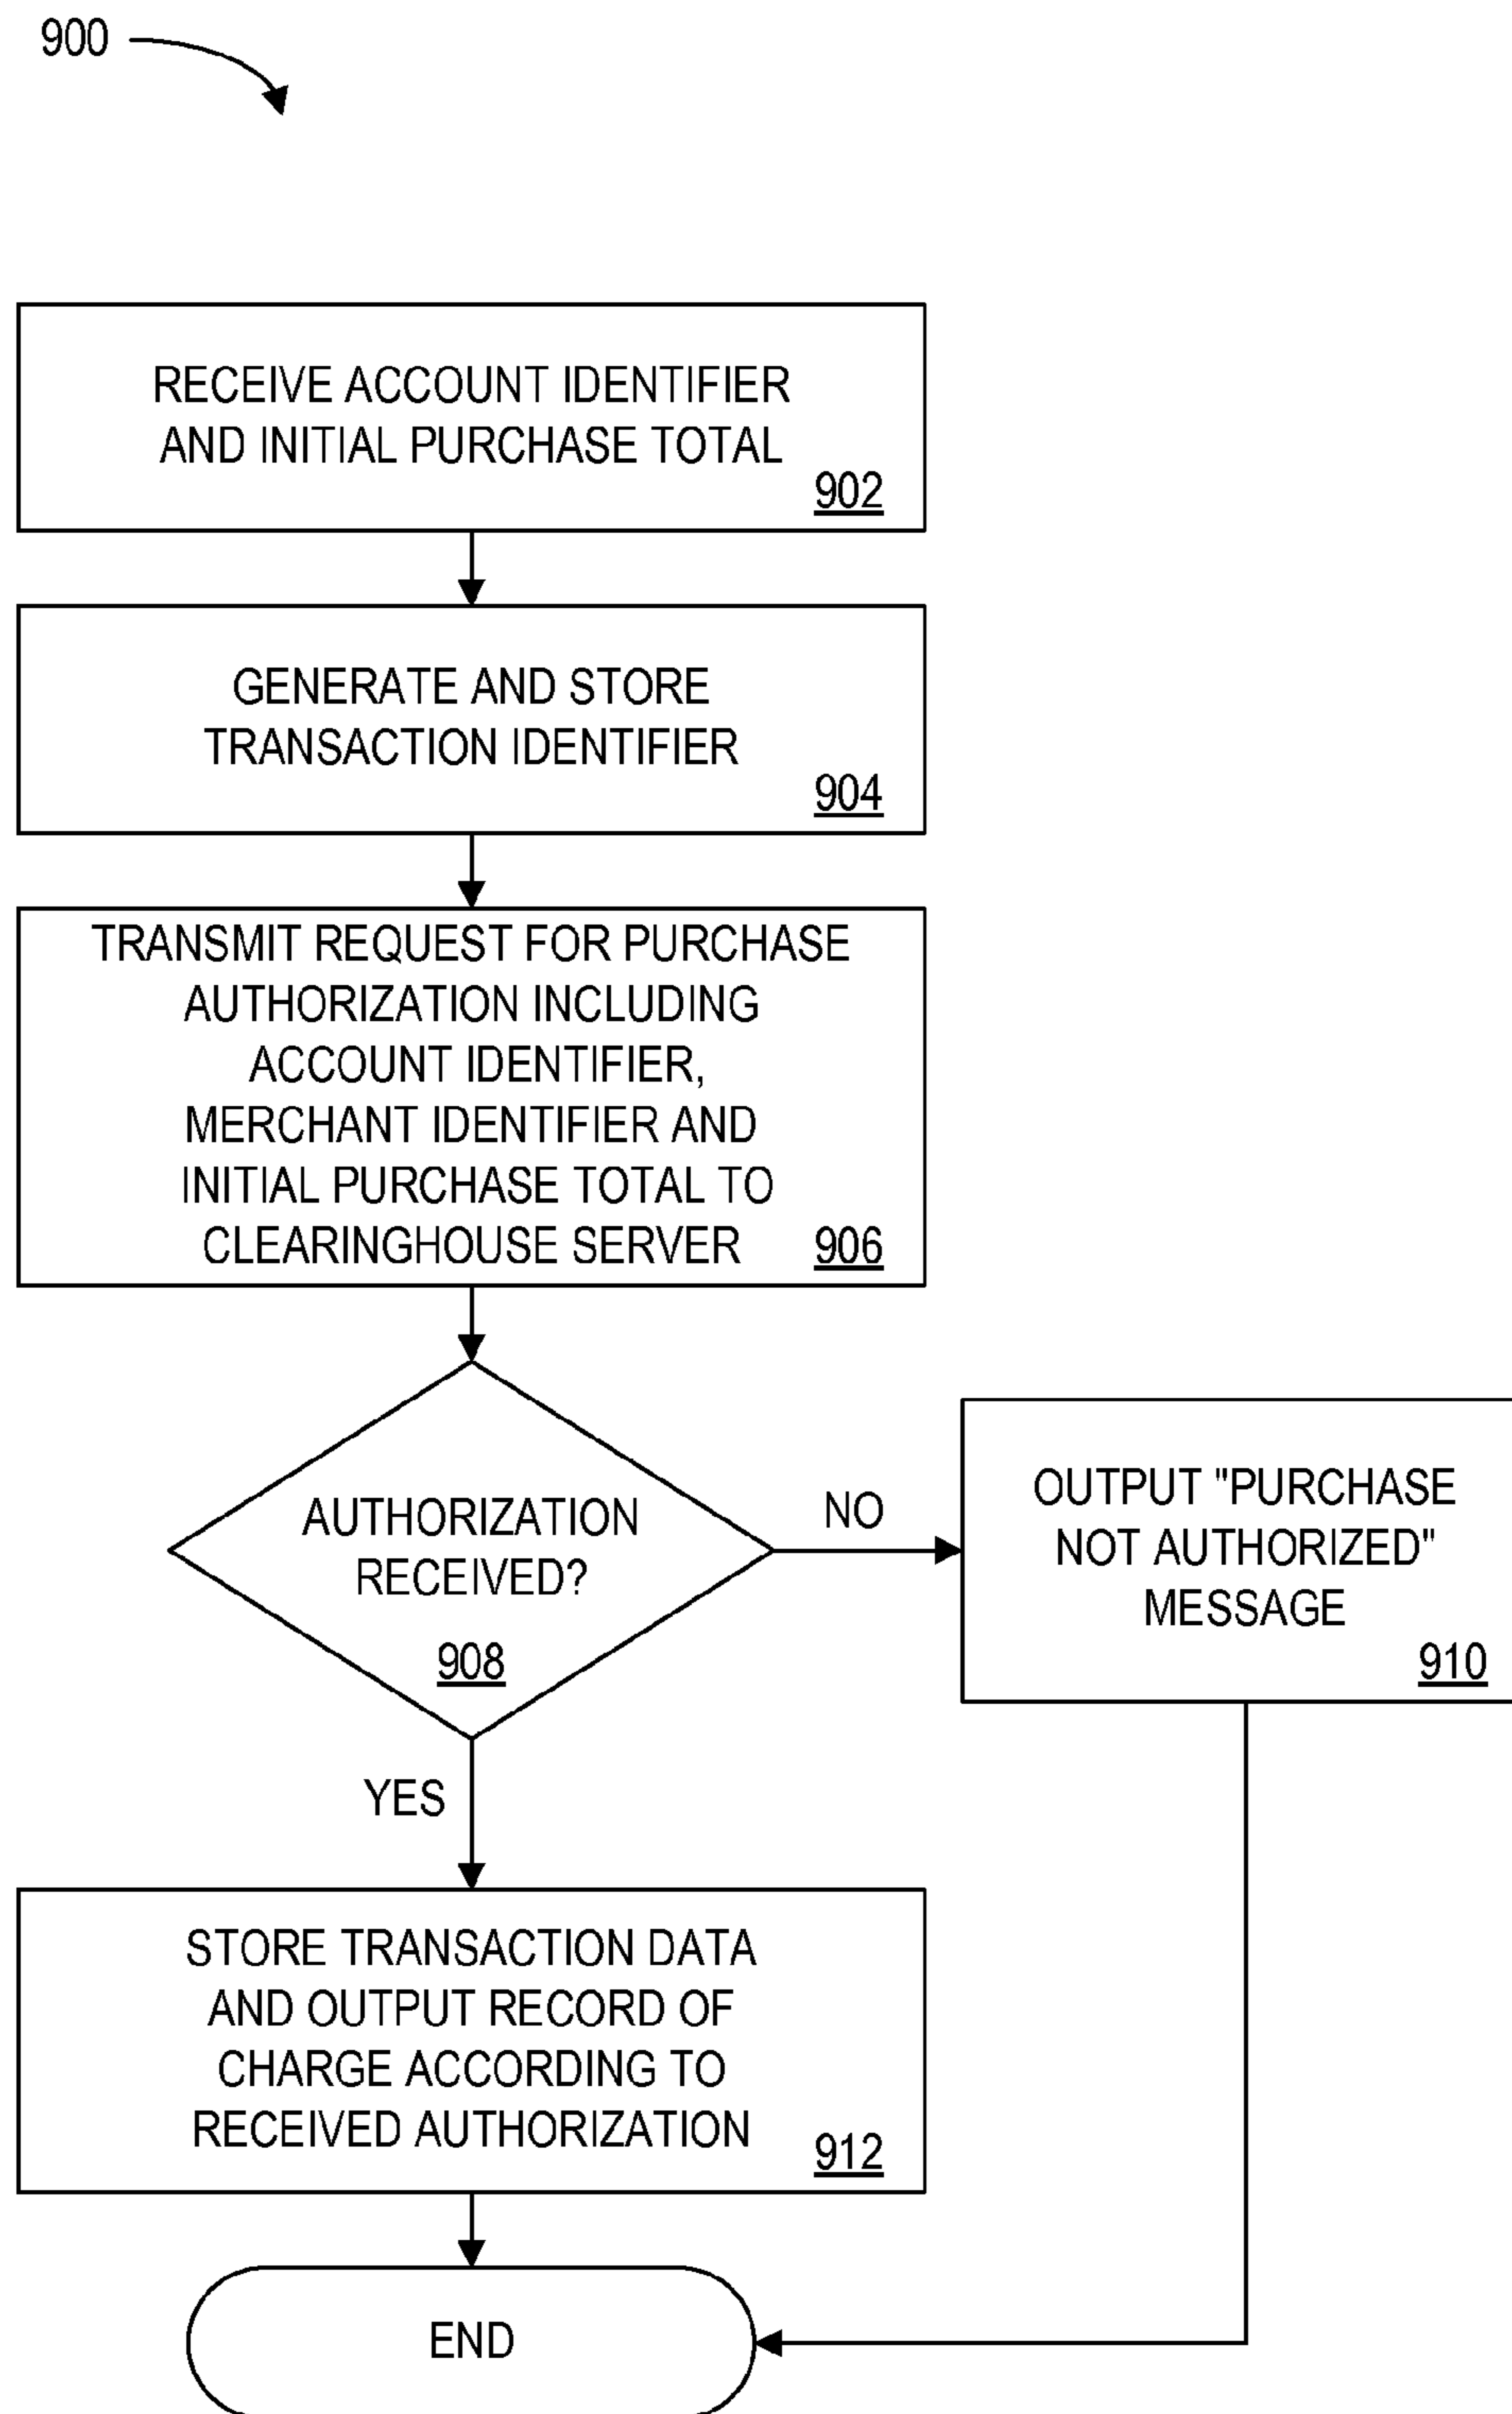 900
RECEIVE ACCOUNT IDENTIFIER
AND INITIAL PURCHASE TOTAL
902
GENERATE AND STORE
TRANSACTION IDENTIFIER
904
TRANSMIT REQUEST FOR PURCHASE
AUTHORIZATION INCLUDING
ACCOUNT IDENTIFIER,
MERCHANT IDENTIFIER AND
INITIAL PURCHASE TOTAL TO
CLEARINGHOUSE SERVER 906
AUTHORIZATION
RECEIVED?
908
NO
OUTPUT "PURCHASE
NOT AUTHORIZED"
MESSAGE
910
YES
STORE TRANSACTION DATA
AND OUTPUT RECORD OF
CHARGE ACCORDING TO
RECEIVED AUTHORIZATION
912
END